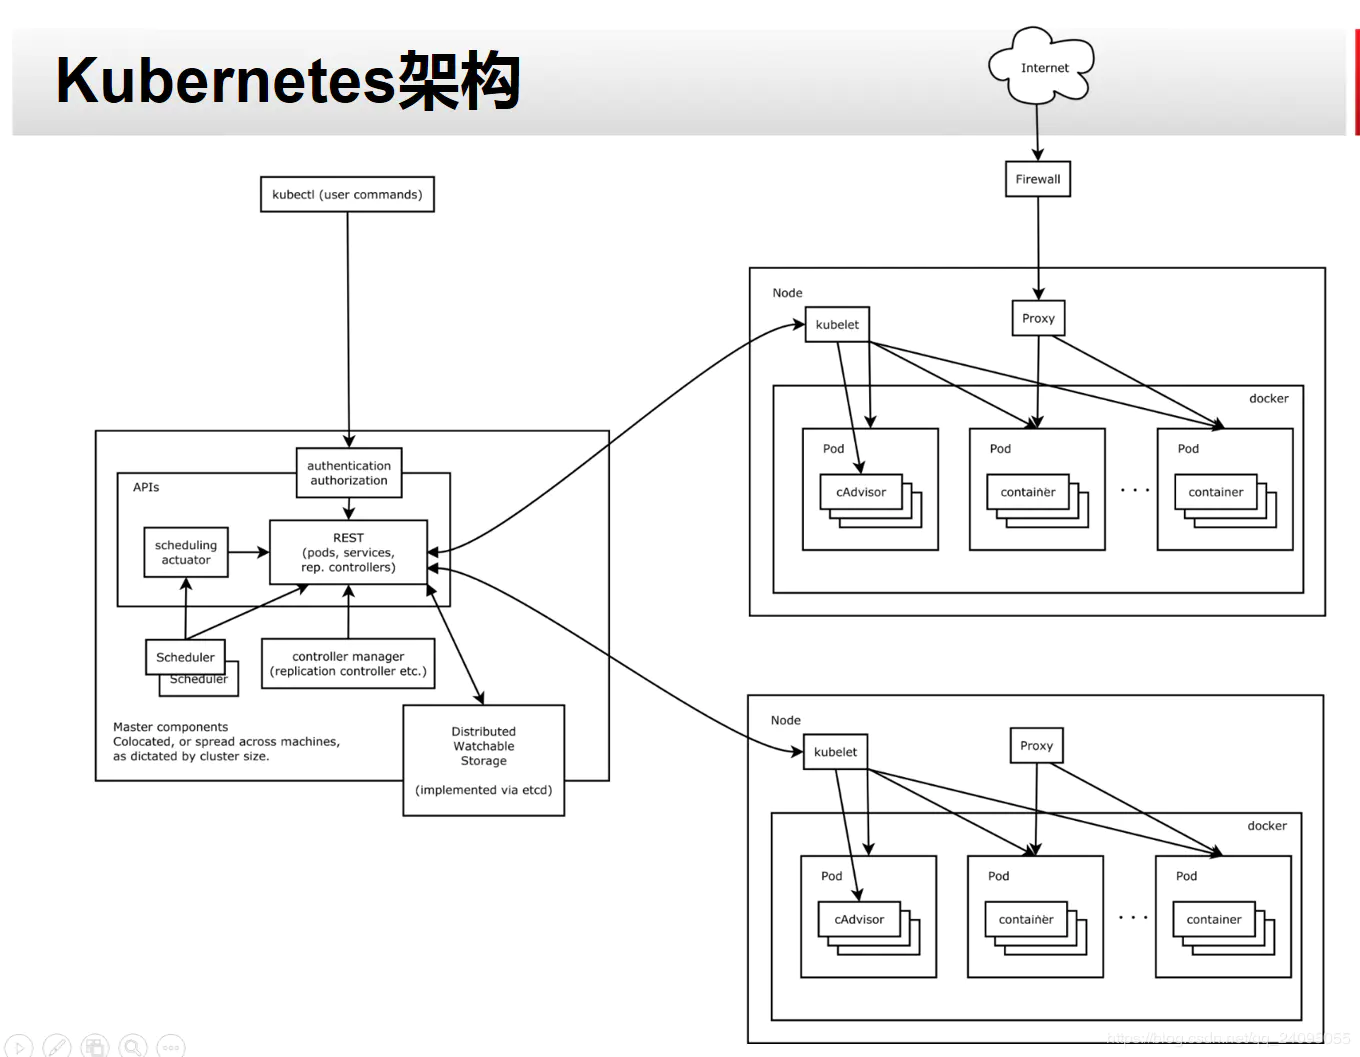 Kubernetes架构
Internet
Firewall
kubectl (user commands)
Node
kubelet
Proxy
docker
Pod
cAdvisor
Pod
container
. . .
Pod
container
authentication
authorization
APIs
scheduling
actuator
REST
(pods, services,
rep. controllers)
Scheduler
Scheduler
controller manager
(replication controller etc.)
Master components
Colocated, or spread across machines,
as dictated by cluster size.
Distributed
Watchable
Storage
(implemented via etcd)
Node
kubelet
Proxy
docker
Pod
cAdvisor
Pod
container
. . .
Pod
container
https://blog.csdn.net/qq_24095055